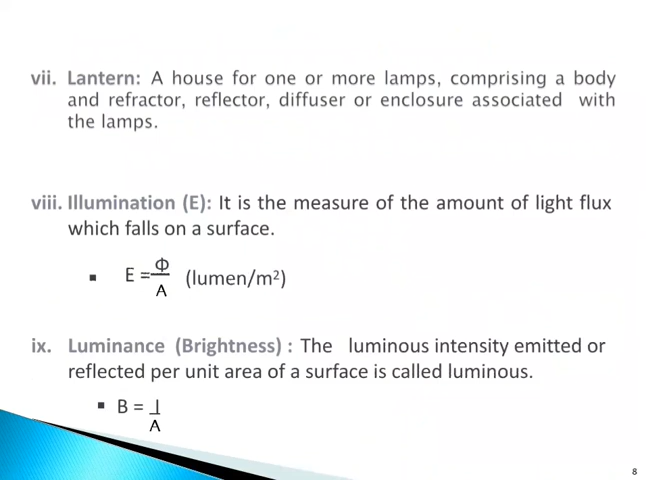 vii. Lantern: A house for one or more lamps, comprising a body
and refractor, reflector, diffuser or enclosure associated with
the lamps.
viii. Illumination (E): It is the measure of the amount of light flux
which falls on a surface.
▪ E = Φ
A (lumen/m²)
ix. Luminance (Brightness) : The luminous intensity emitted or
reflected per unit area of a surface is called luminous.
▪ B = I
A
8